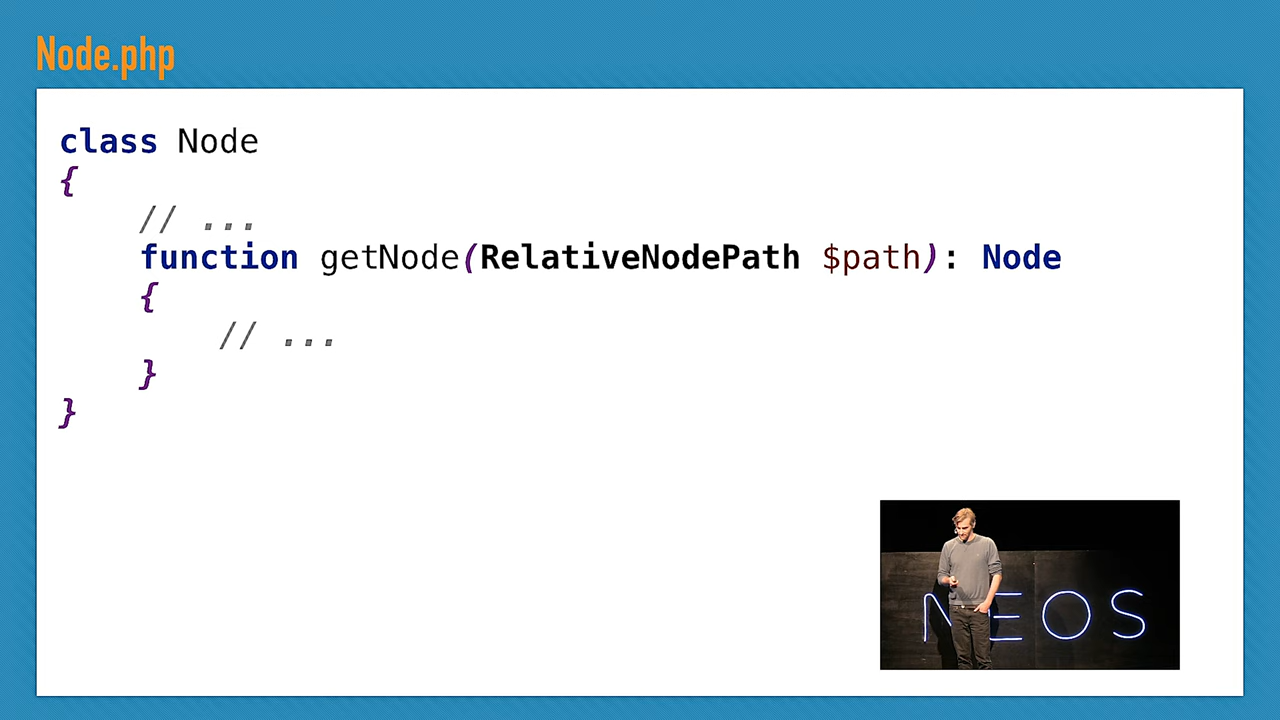 Node.php
class Node
{
    // ...
    function getNode(RelativeNodePath $path): Node
    {
        // ...
    }
}
NEOS